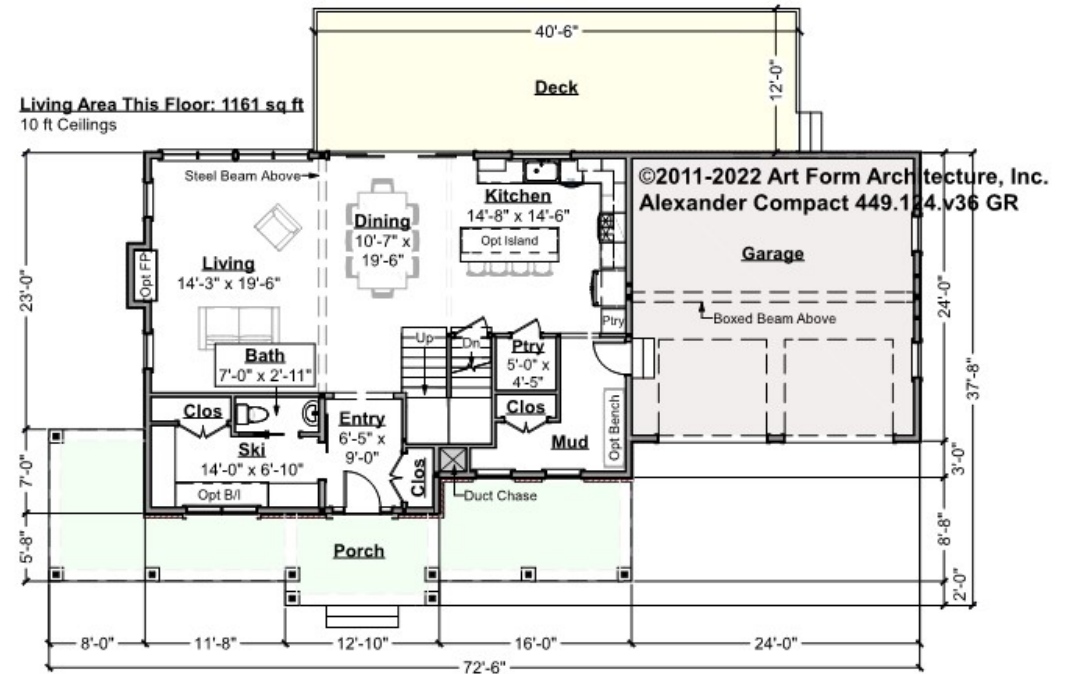 40'-6"
12'-0"
Deck
Living Area This Floor: 1161 sq ft
10 ft Ceilings
Steel Beam Above
©2011-2022 Art Form Architecture, Inc.
Alexander Compact 449.124.v36 GR
Kitchen
14'-8" x 14'-6"
Opt Island
Dining
10'-7" x
19'-6"
Living
14'-3" x 19'-6"
Opt FP
Garage
Boxed Beam Above
23'-0"
24'-0"
37'-8"
Ptry
Up
Dn
Ptry
5'-0" x
4'-5"
Bath
7'-0" x 2'-11"
Clos
Entry
6'-5" x
9'-0"
Clos
Mud
Opt Bench
Ski
14'-0" x 6'-10"
Opt B/I
Clos
Duct Chase
7'-0"
3'-0"
Porch
5'-8"
8'-8"
2'-0"
8'-0"
11'-8"
12'-10"
16'-0"
24'-0"
72'-6"